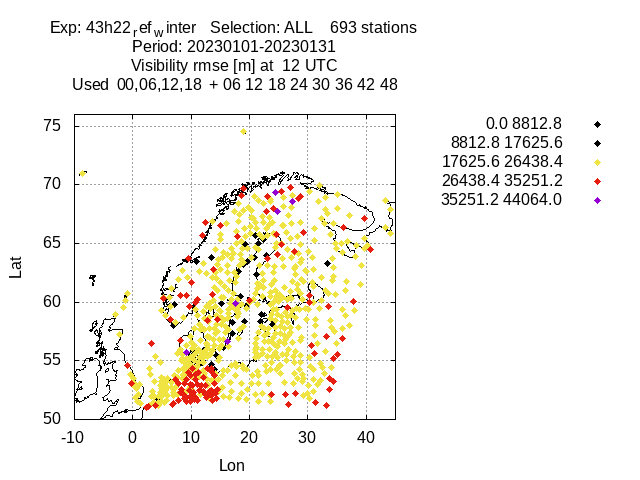 Exp: 43h22refwinter Selection: ALL 693 stations
Period: 20230101-20230131
Visibility rmse [m] at 12 UTC
Used 00,06,12,18 + 06 12 18 24 30 36 42 48
0.0 8812.8
8812.8 17625.6
17625.6 26438.4
26438.4 35251.2
35251.2 44064.0
75
70
65
60
55
50
Lat
-10 0 10 20 30 40
Lon